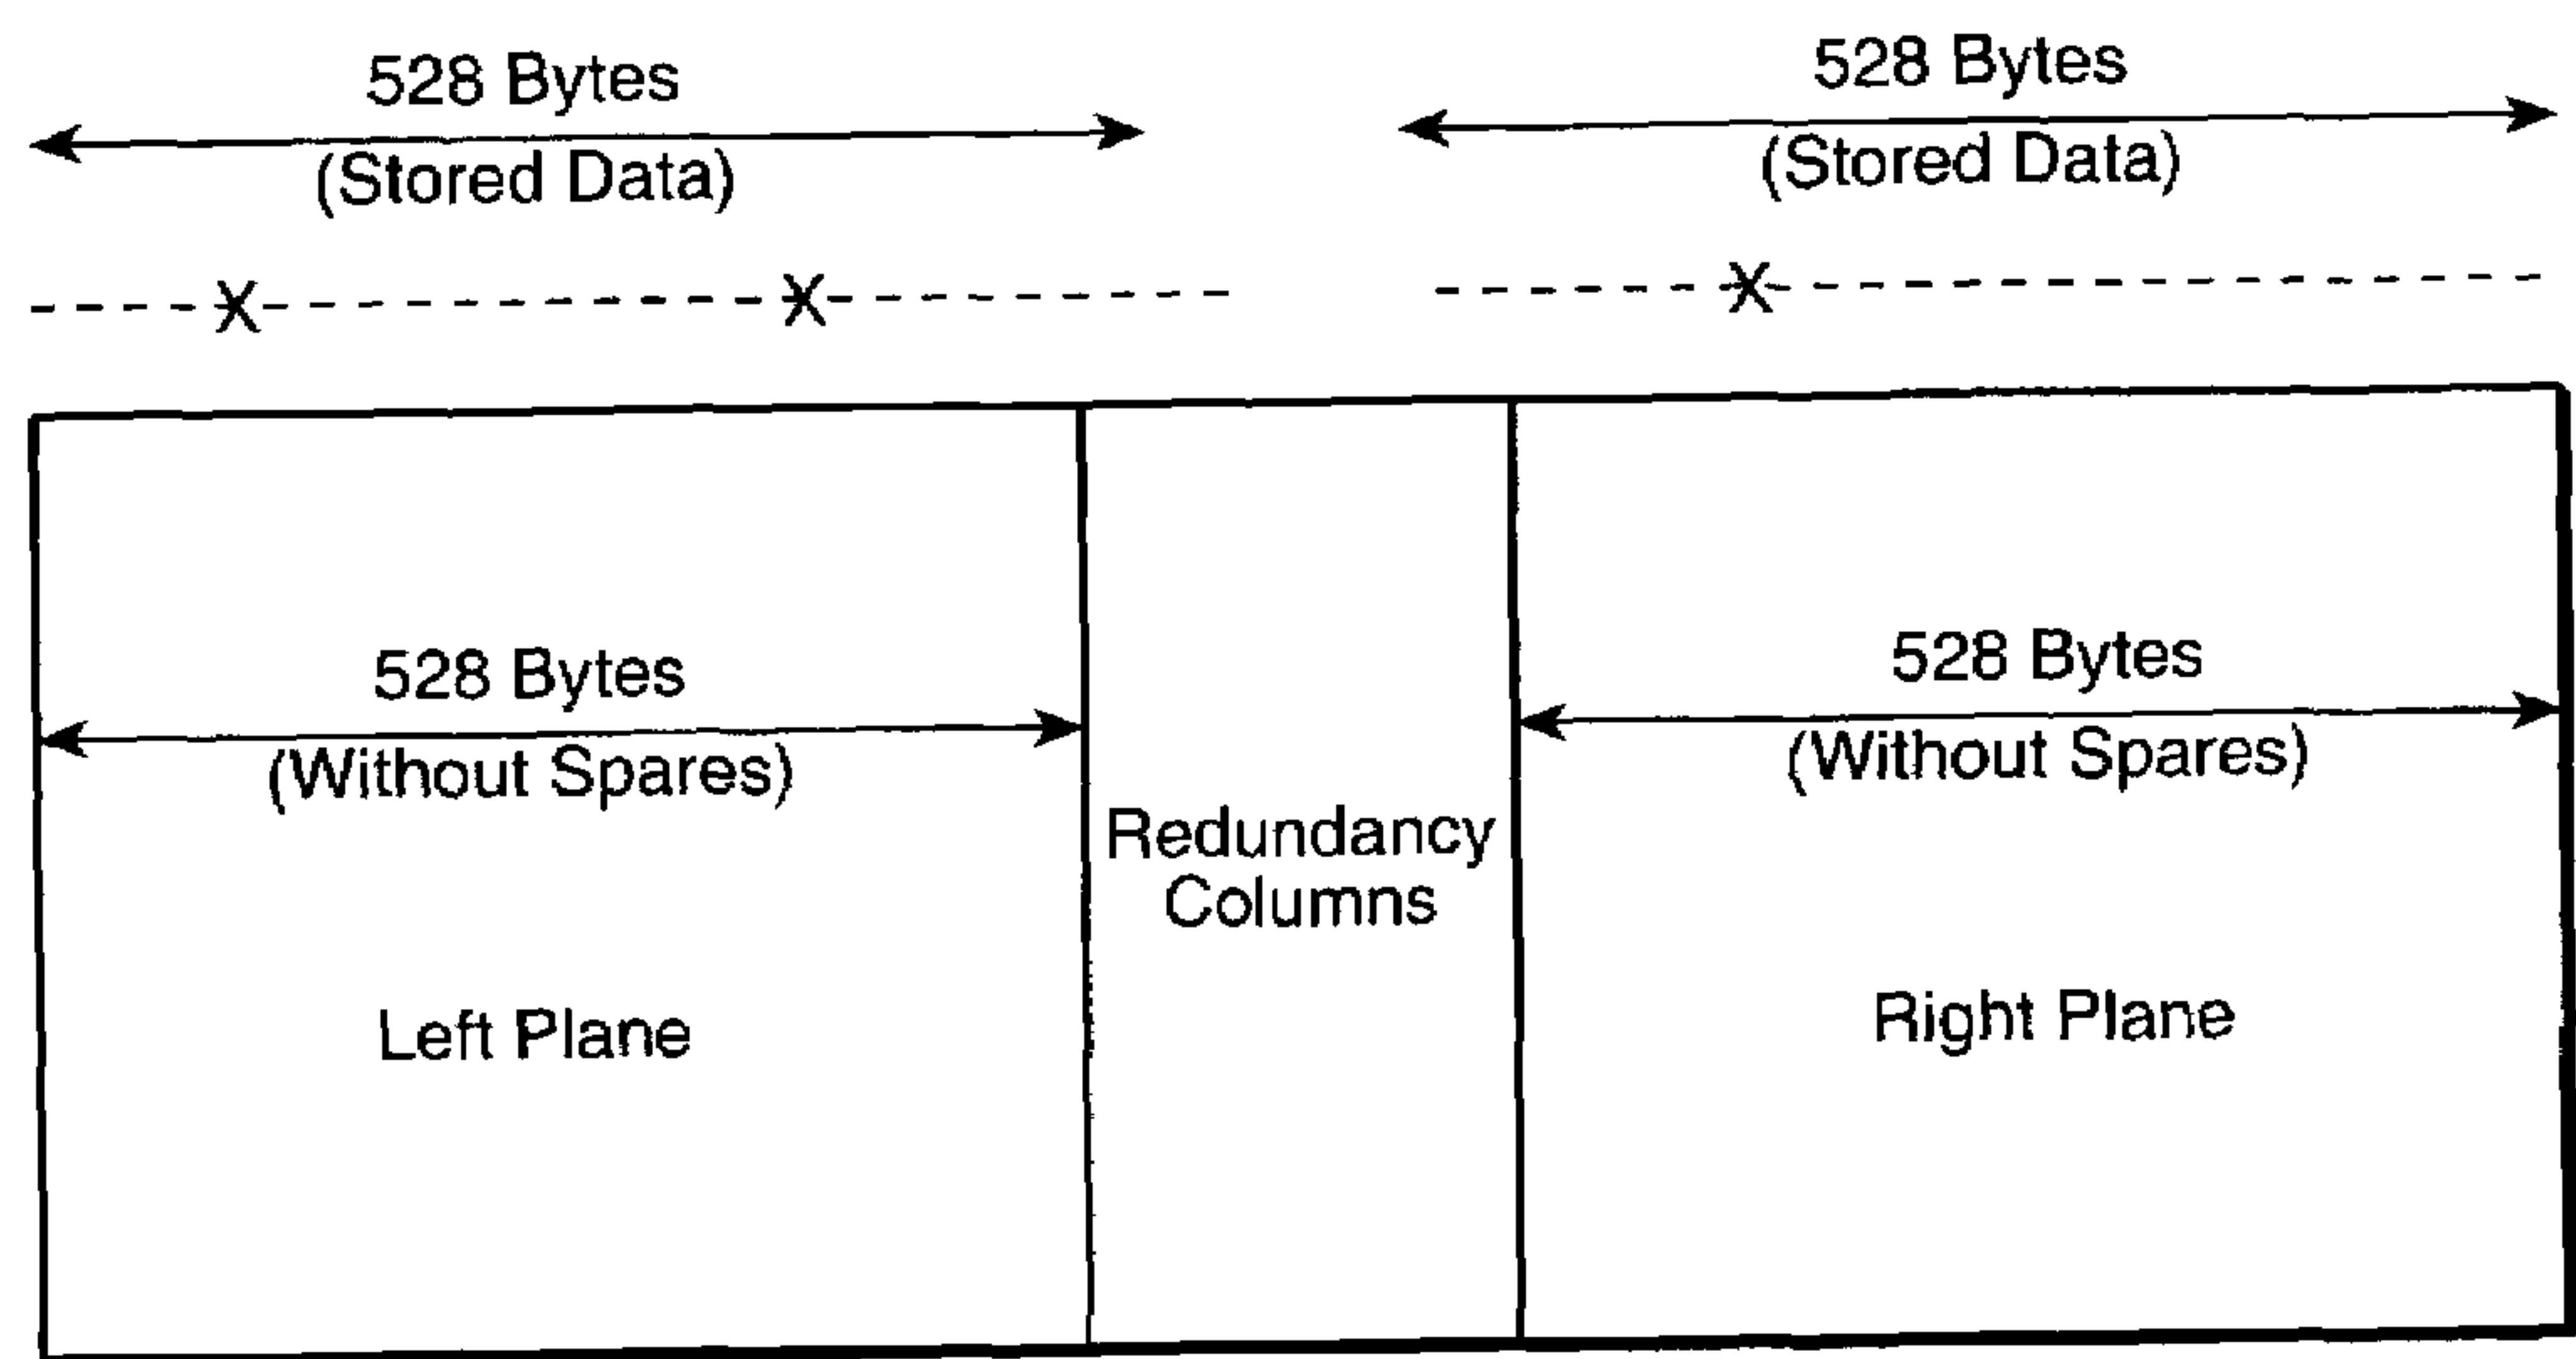 528 Bytes
(Stored Data)
528 Bytes
(Stored Data)
X X X
528 Bytes
(Without Spares)
Left Plane
Redundancy
Columns
528 Bytes
(Without Spares)
Right Plane